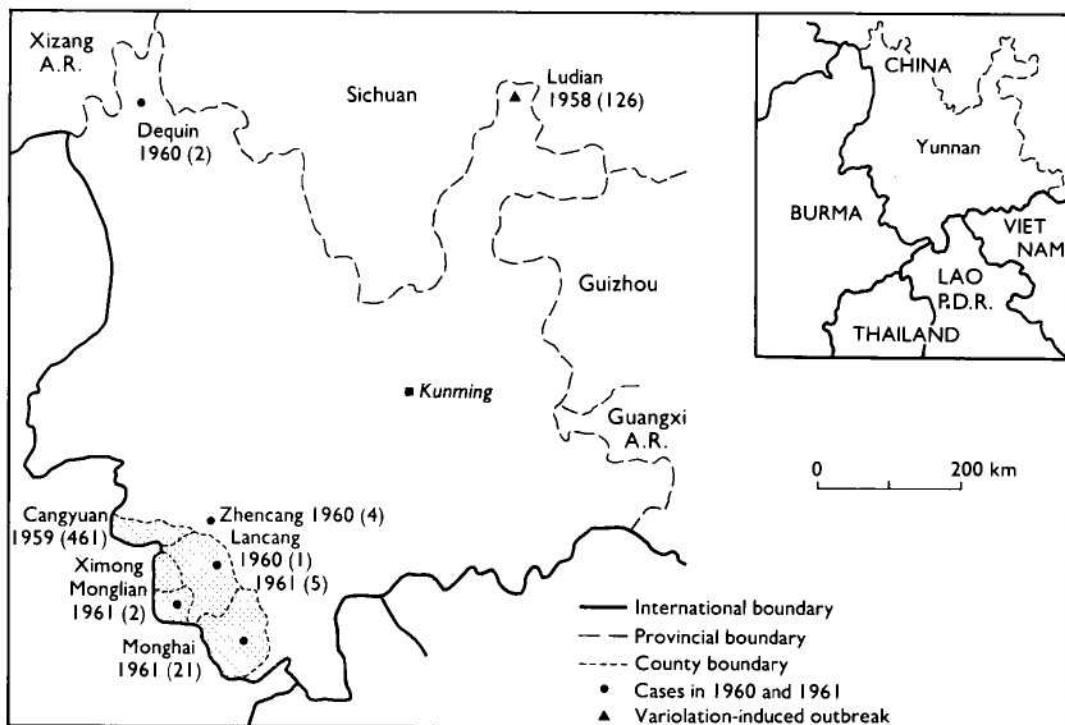 Xizang
A.R.
Dequin
1960 (2)
Sichuan
Ludian
1958 (126)
Guizhou
Kunming
Guangxi
A.R.
Cangyuan
1959 (461)
Zhencang 1960 (4)
Lancang
1960 (1)
1961 (5)
Ximong
Monglian
1961 (2)
Monghai
1961 (21)
CHINA
Yunnan
BURMA
VIET
NAM
LAO
P.D.R.
THAILAND
0 200 km
International boundary
Provincial boundary
County boundary
Cases in 1960 and 1961
Variolation-induced outbreak